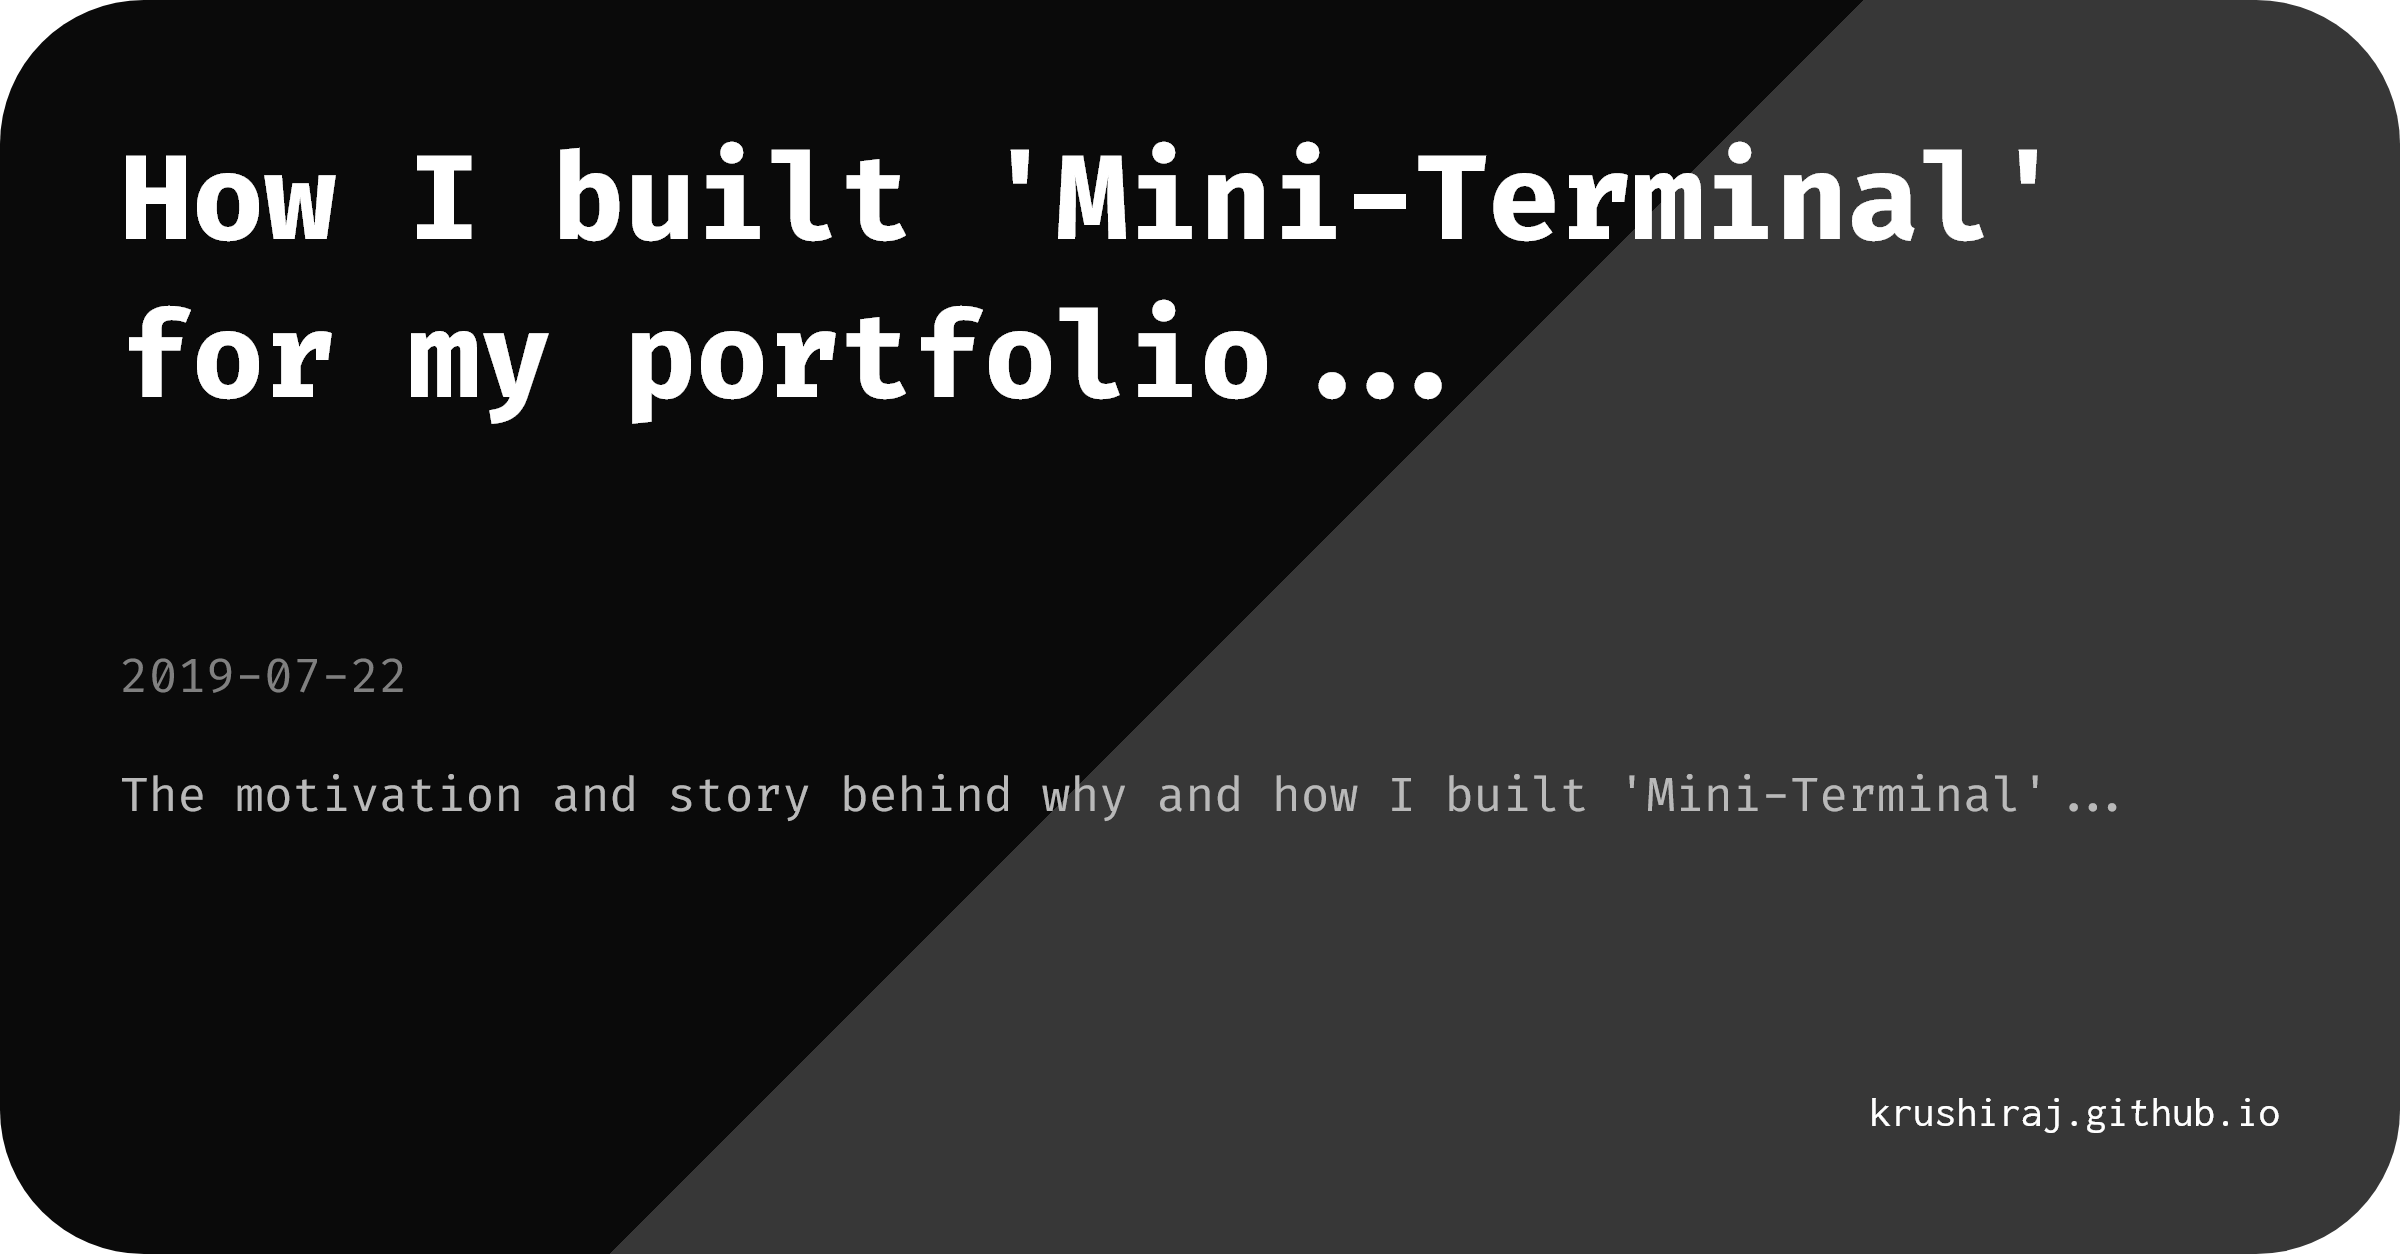 How I built 'Mini-Terminal'
for my portfolio...
2019-07-22
The motivation and story behind why and how I built 'Mini-Terminal'...
krushiraj.github.io